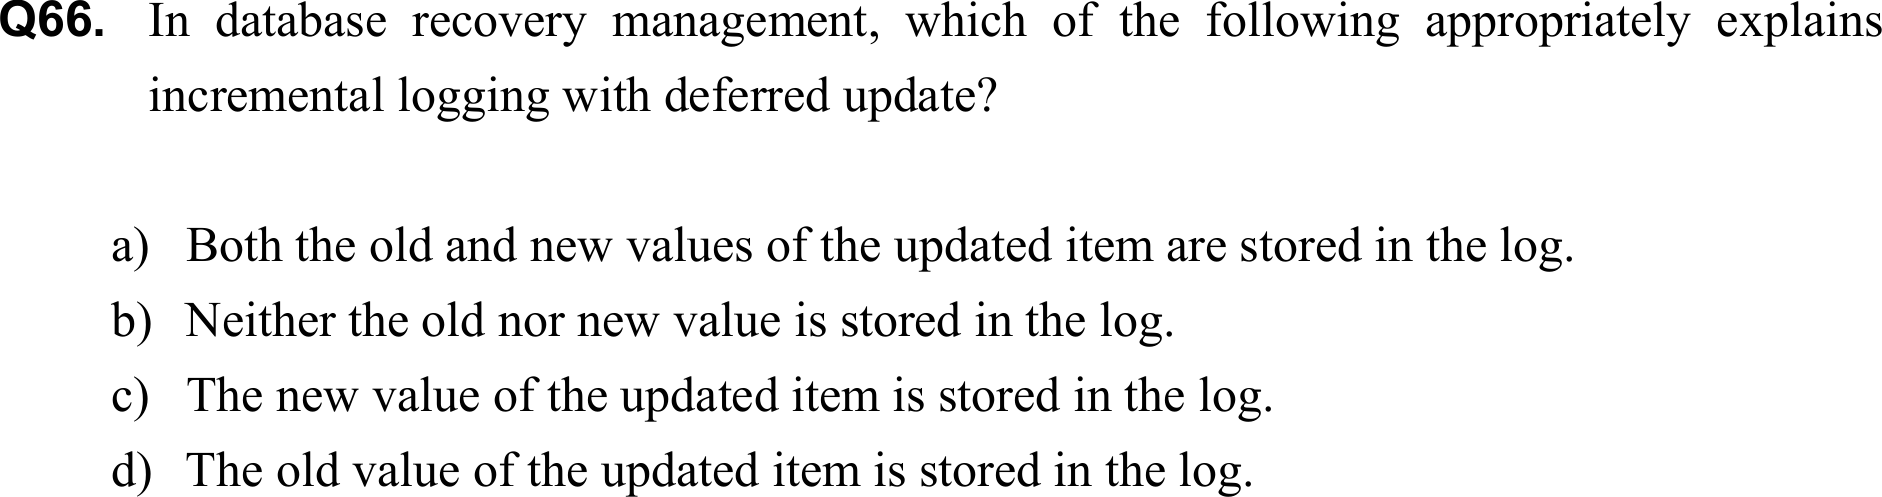 Q66. In database recovery management, which of the following appropriately explains
incremental logging with deferred update?
a) Both the old and new values of the updated item are stored in the log.
b) Neither the old nor new value is stored in the log.
c) The new value of the updated item is stored in the log.
d) The old value of the updated item is stored in the log.